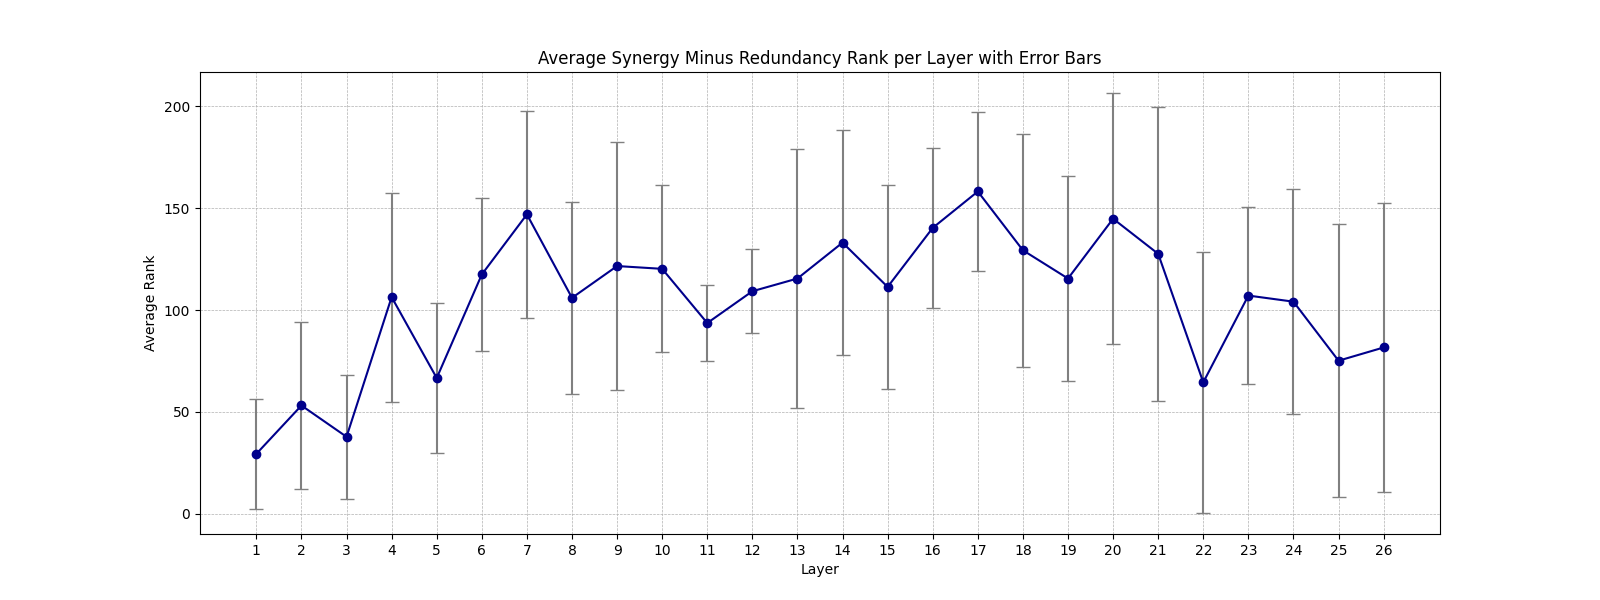 Average Synergy Minus Redundancy Rank per Layer with Error Bars
200
150
100
50
0
Average Rank
1 2 3 4 5 6 7 8 9 10 11 12 13 14 15 16 17 18 19 20 21 22 23 24 25 26
Layer